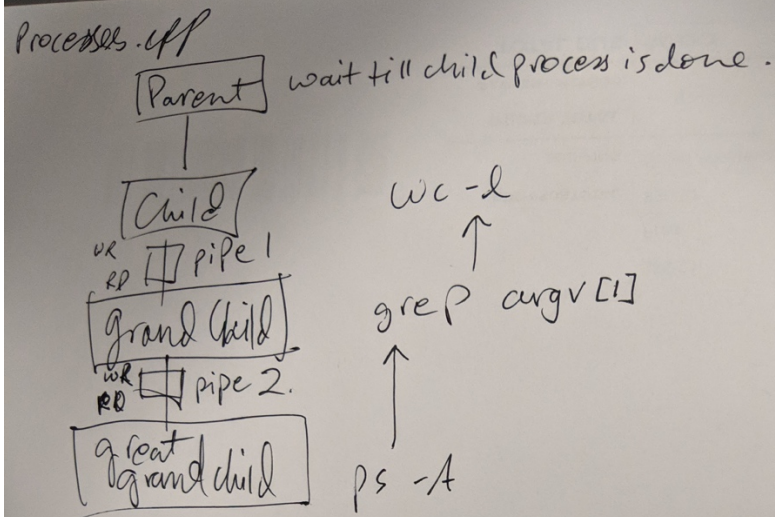 Processes.cpp
Parent wait till child process is done.
Child
wc -l
WR
RD pipe 1
grand Child
grep argv[1]
WR
RD pipe 2.
great
grand child
ps -A